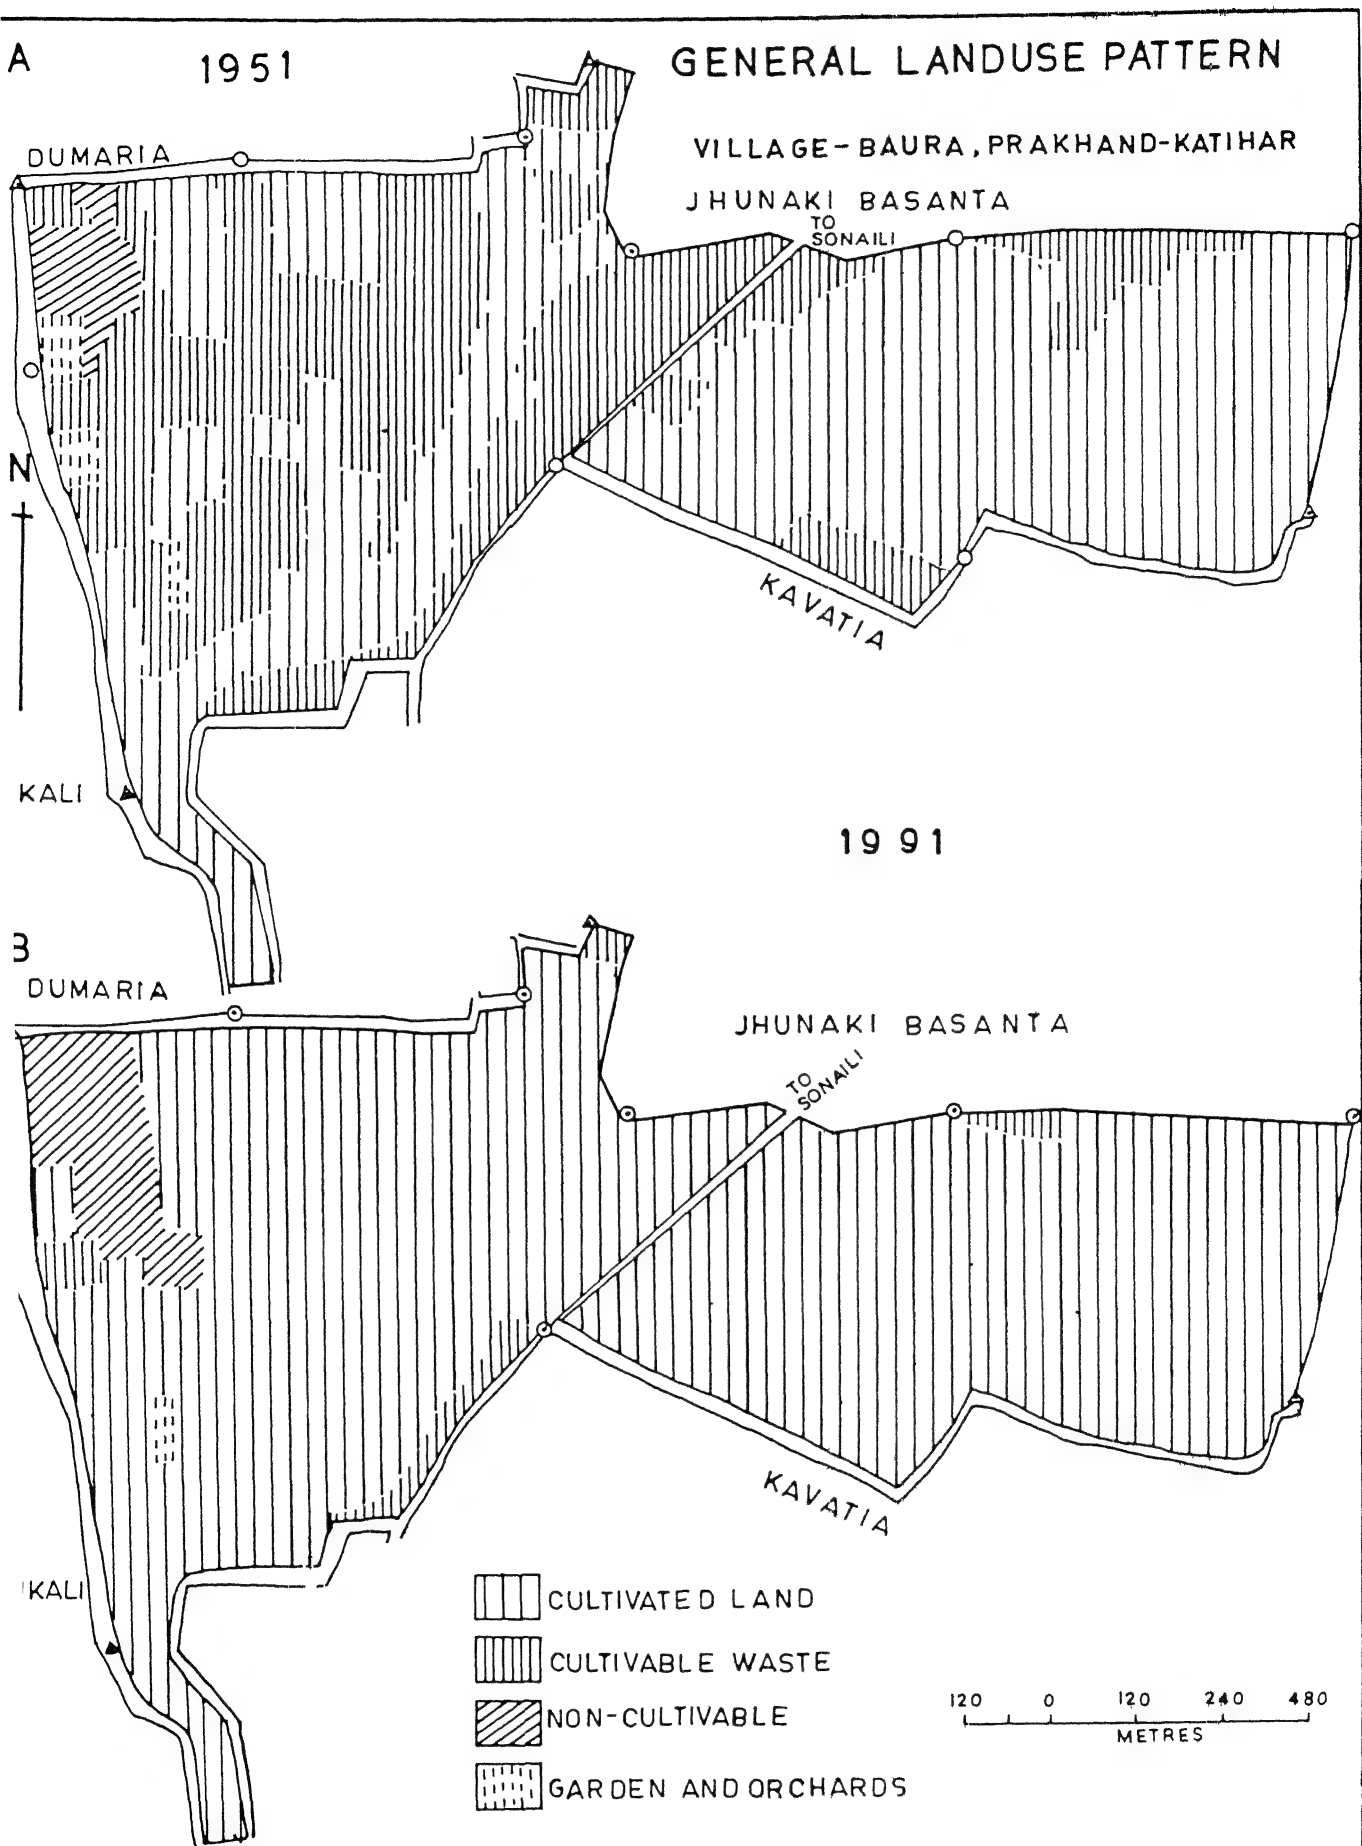 A
1951
GENERAL LANDUSE PATTERN
VILLAGE-BAURA, PRAKHAND-KATIHAR
DUMARIA
JHUNAKI BASANTA
TO
SONAILI
N
KAVATIA
KALI
1991
B
DUMARIA
JHUNAKI BASANTA
TO
SONAILI
KAVATIA
KALI
CULTIVATED LAND
CULTIVABLE WASTE
NON-CULTIVABLE
GARDEN AND ORCHARDS
120 0 120 240 480
METRES